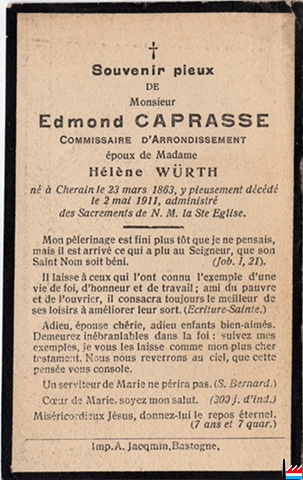 Souvenir pieux
DE
Monsieur
Edmond CAPRASSE
COMMISSAIRE D'ARRONDISSEMENT
époux de Madame
Hélène WÜRTH
né à Cherain le 23 mars 1863, y pieusement décédé
le 2 mai 1911, administré
des Sacrements de N. M. la Ste Eglise.
Mon pèlerinage est fini plus tôt que je ne pensais,
mais il est arrivé ce qui a plu au Seigneur, que son
Saint Nom soit béni. (Job. I, 21).
Il laisse à ceux qui l'ont connu l'exemple d'une
vie de foi, d'honneur et de travail ; ami du pauvre
et de l'ouvrier, il consacra toujours le meilleur de
ses loisirs à améliorer leur sort. (Ecriture-Sainte.)
Adieu, épouse chérie, adieu enfants bien-aimés.
Demeurez inébranlables dans la foi : suivez mes
exemples, je vous les laisse comme mon plus cher
testament. Nous nous reverrons au ciel, que cette
pensée vous console.
Un serviteur de Marie ne périra pas. (S. Bernard.)
Cœur de Marie, soyez mon salut. (300 j. d'ind.)
Miséricordieux Jésus, donnez-lui le repos éternel.
(7 ans et 7 quar.)
Imp. A. Jacqmin, Bastogne.